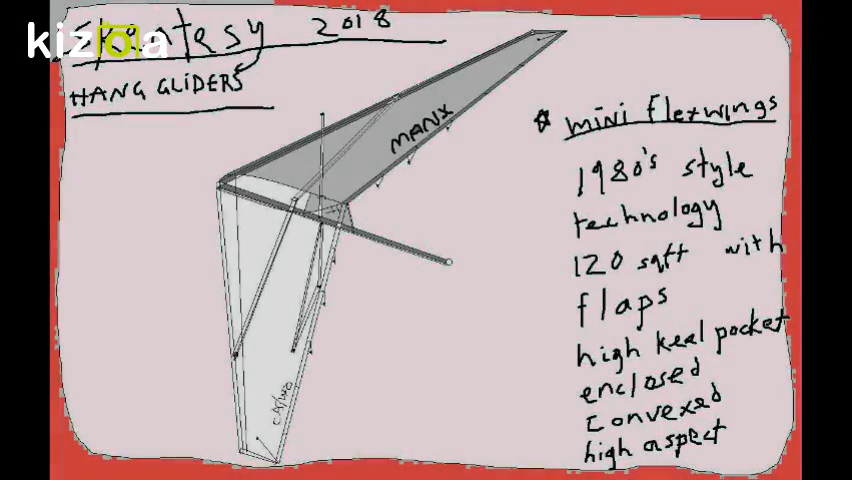 kizoa
2018
HANG GLIDERS
MANX
* mini flexwings
1980's style
technology
120 sqft with
flaps
high keal pocket
enclosed
convexed
high aspect